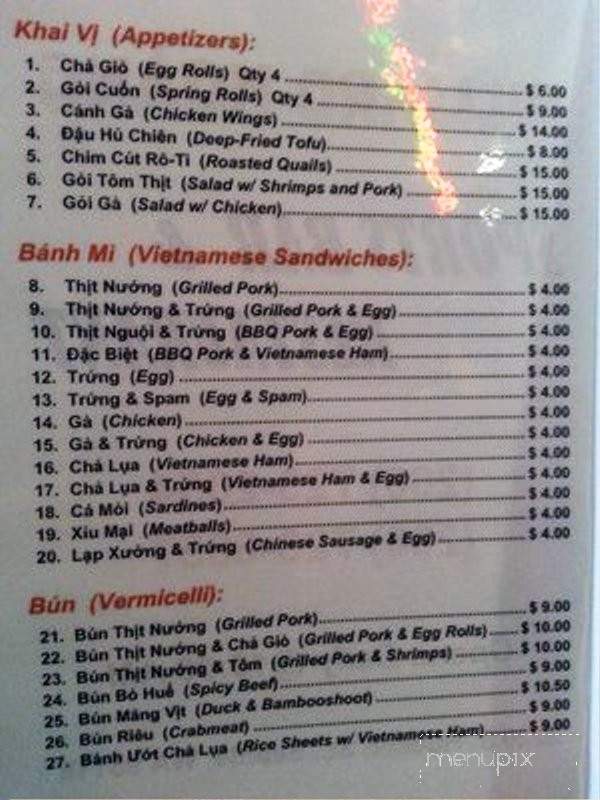 Khai Vị (Appetizers):
1. Chả Giò (Egg Rolls) Qty 4 $ 6.00
2. Gỏi Cuốn (Spring Rolls) Qty 4 $ 9.00
3. Cánh Gà (Chicken Wings) $ 14.00
4. Đậu Hủ Chiên (Deep-Fried Tofu) $ 8.00
5. Chim Cút Rô-Ti (Roasted Quails) $ 15.00
6. Gỏi Tôm Thịt (Salad w/ Shrimps and Pork) $ 15.00
7. Gỏi Gà (Salad w/ Chicken) $ 15.00
Bánh Mì (Vietnamese Sandwiches):
8. Thịt Nướng (Grilled Pork) $ 4.00
9. Thịt Nướng & Trứng (Grilled Pork & Egg) $ 4.00
10. Thịt Nguội & Trứng (BBQ Pork & Egg) $ 4.00
11. Đặc Biệt (BBQ Pork & Vietnamese Ham) $ 4.00
12. Trứng (Egg) $ 4.00
13. Trứng & Spam (Egg & Spam) $ 4.00
14. Gà (Chicken) $ 4.00
15. Gà & Trứng (Chicken & Egg) $ 4.00
16. Chả Lụa (Vietnamese Ham) $ 4.00
17. Chả Lụa & Trứng (Vietnamese Ham & Egg) $ 4.00
18. Cá Mòi (Sardines) $ 4.00
19. Xíu Mại (Meatballs) $ 4.00
20. Lạp Xưởng & Trứng (Chinese Sausage & Egg) $ 4.00
Bún (Vermicelli):
21. Bún Thịt Nướng (Grilled Pork) $ 9.00
22. Bún Thịt Nướng & Chả Giò (Grilled Pork & Egg Rolls) $ 10.00
23. Bún Thịt Nướng & Tôm (Grilled Pork & Shrimps) $ 10.00
24. Bún Bò Huế (Spicy Beef) $ 9.00
25. Bún Măng Vịt (Duck & Bambooshoot) $ 10.50
26. Bún Riêu (Crabmeat) $ 9.00
27. Bánh Ướt Chả Lụa (Rice Sheets w/ Vietnamese Ham) $ 9.00
menupix